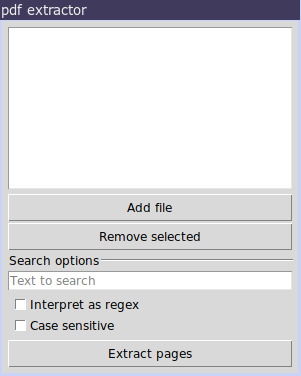 pdf extractor
Add file
Remove selected
Search options
Text to search
Interpret as regex
Case sensitive
Extract pages